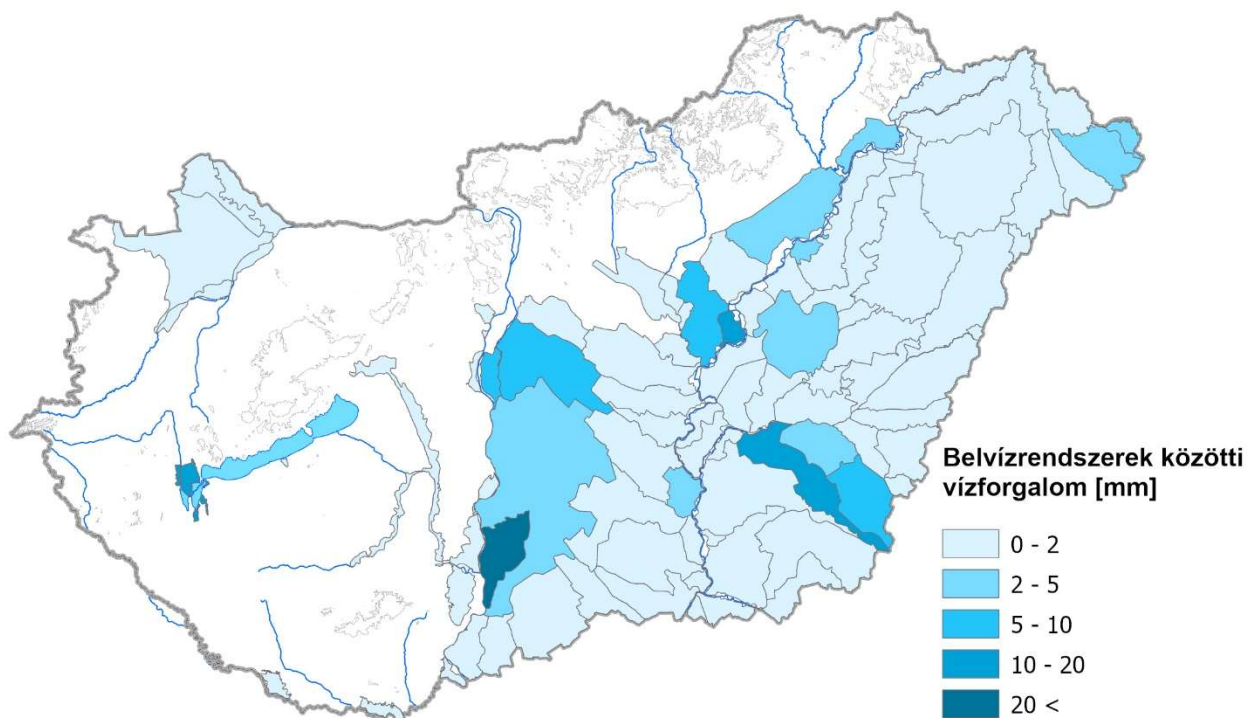 Belvízrendszerek közötti
vízforgalom [mm]
0 - 2
2 - 5
5 - 10
10 - 20
20 <